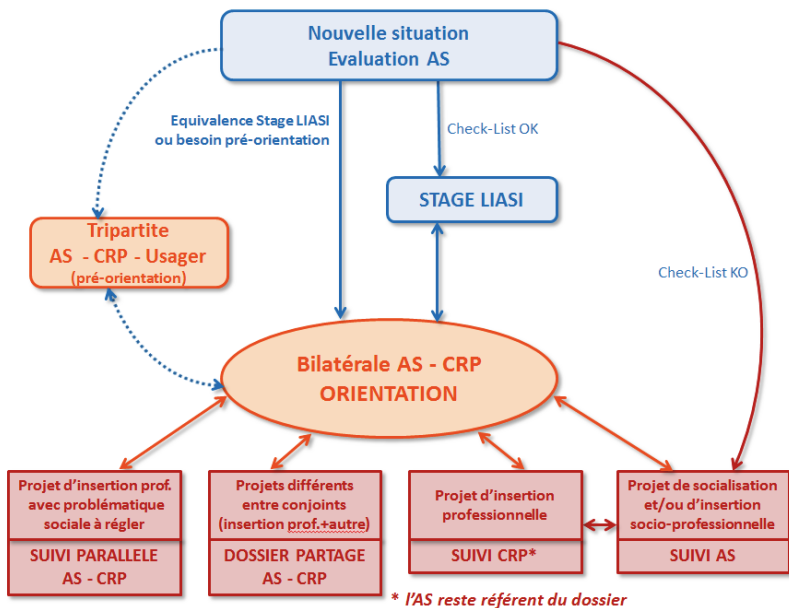 Nouvelle situation
Evaluation AS
Equivalence Stage LIASI
ou besoin pré-orientation
Check-List OK
STAGE LIASI
Tripartite
AS - CRP - Usager
(pré-orientation)
Check-List KO
Bilatérale AS - CRP
ORIENTATION
Projet d'insertion prof.
avec problématique
sociale à régler
SUIVI PARALLELE
AS - CRP
Projets différents
entre conjoints
(insertion prof.+autre)
DOSSIER PARTAGE
AS - CRP
Projet d'insertion
professionnelle
SUIVI CRP*
Projet de socialisation
et/ou d'insertion
socio-professionnelle
SUIVI AS
* l'AS reste référent du dossier